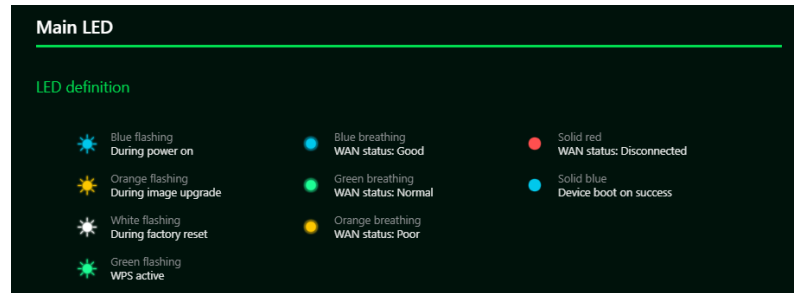 Main LED
LED definition
Blue flashing
During power on
Blue breathing
WAN status: Good
Solid red
WAN status: Disconnected
Orange flashing
During image upgrade
Green breathing
WAN status: Normal
Solid blue
Device boot on success
White flashing
During factory reset
Orange breathing
WAN status: Poor
Green flashing
WPS active